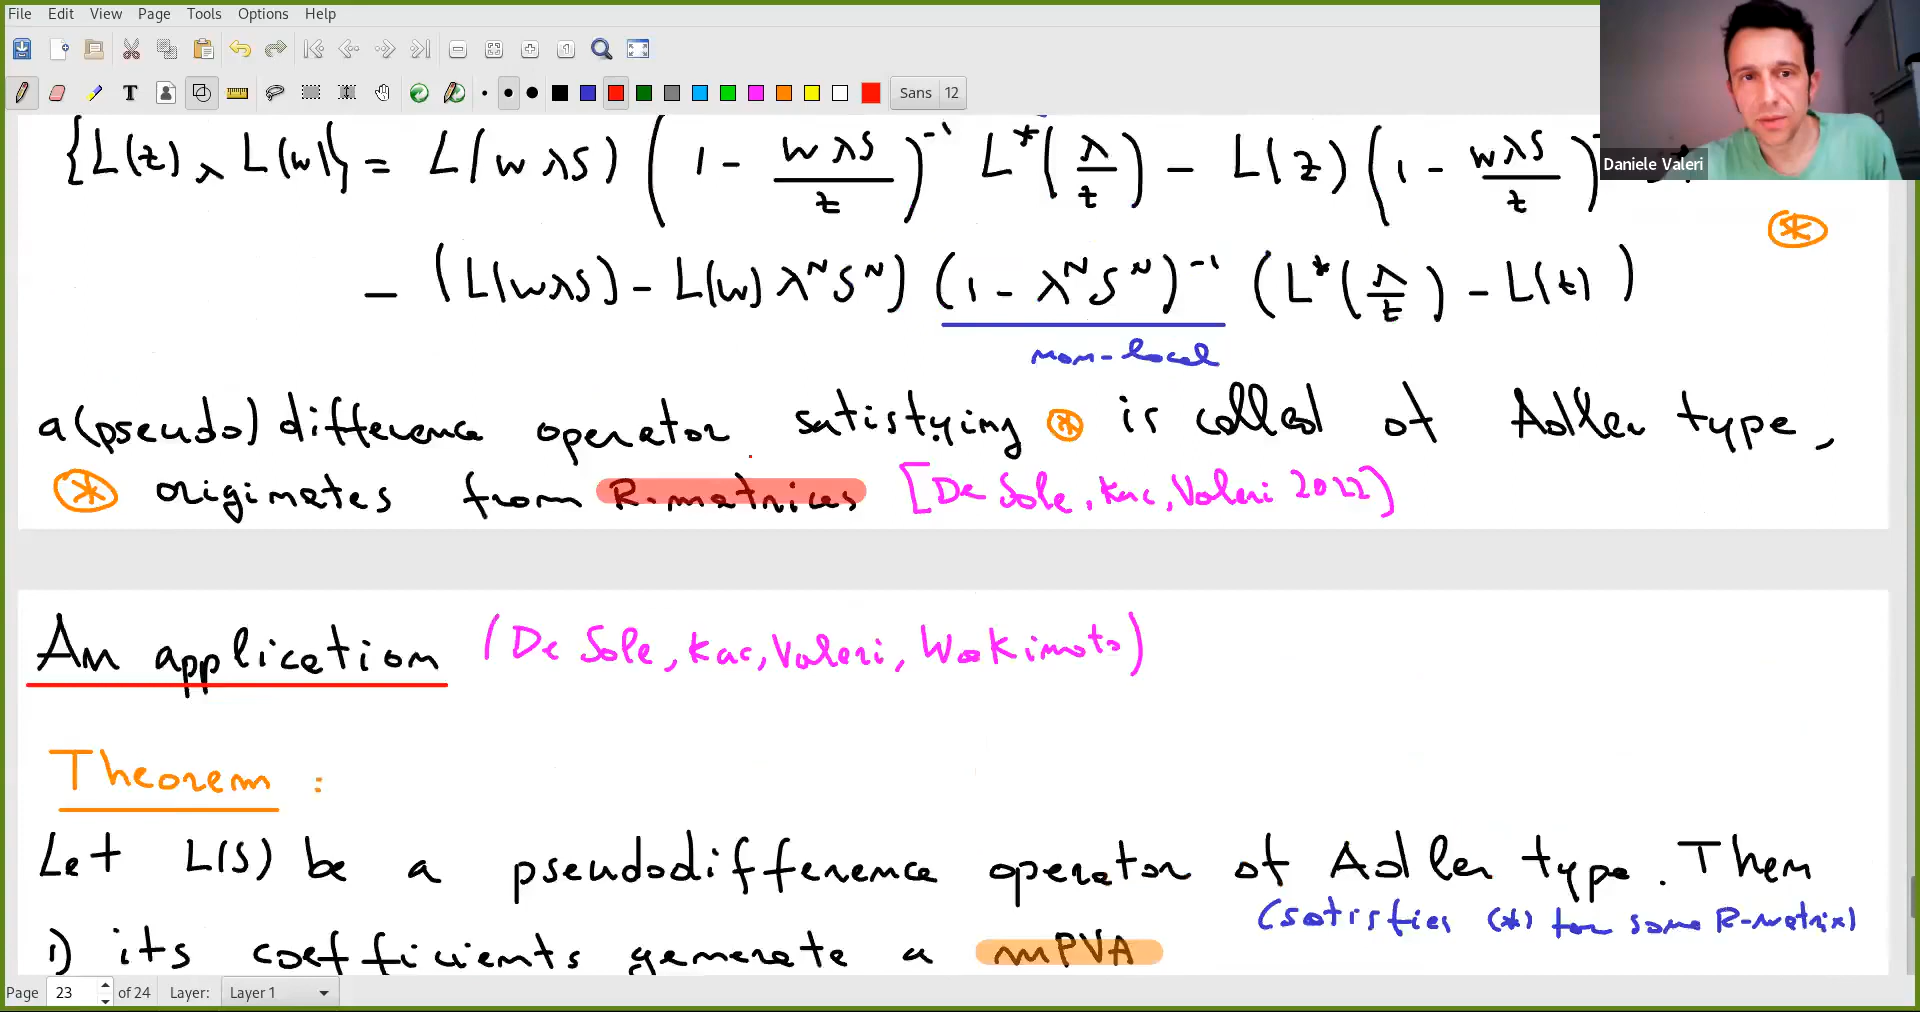 File Edit View Page Tools Options Help
Sans 12
Daniele Valeri
{L(z) λ L(w)} = L(wλS) (1 - wλS/z)^-1 L*(λ/z) - L(z) (1 - wλS/z)
- (L(wλS) - L(w) λ^N S^N) (1 - λ^N S^N)^-1 (L*(λ/z) - L(z)) (*)
non-local
a (pseudo) difference operator satisfying (*) is called of Adler type,
(*) originates from R-matrices [De Sole, Kac, Valeri 2022]
An application (De Sole, Kac, Valeri, Wakimoto)
Theorem :
Let L(S) be a pseudodifference operator of Adler type. Then
(satisfies (*) for some R-matrix)
1) its coefficients generate a mPVA
Page 23 of 24 Layer: Layer 1